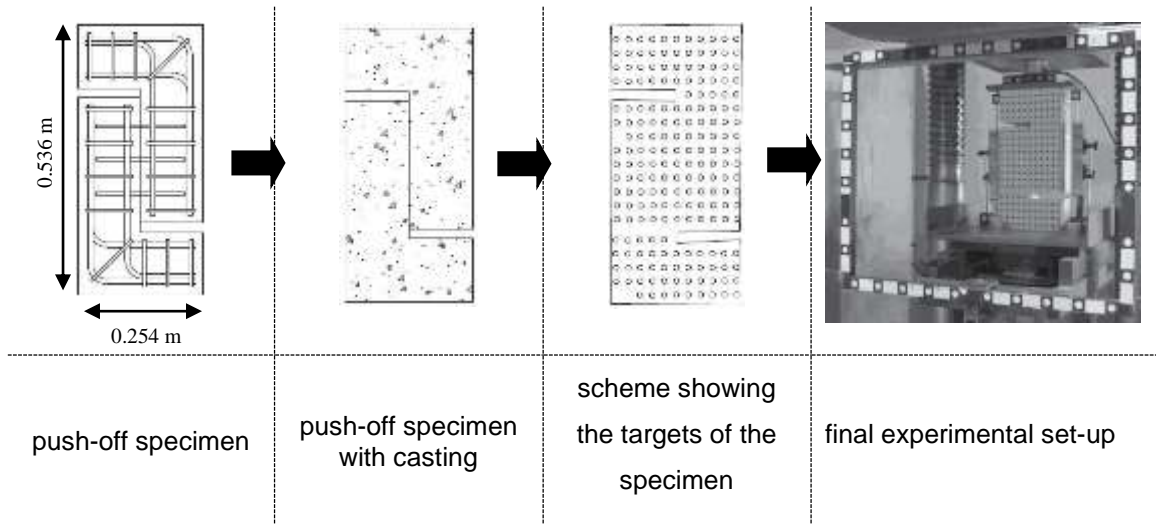 0.536 m
0.254 m
push-off specimen
push-off specimen
with casting
scheme showing
the targets of the
specimen
final experimental set-up